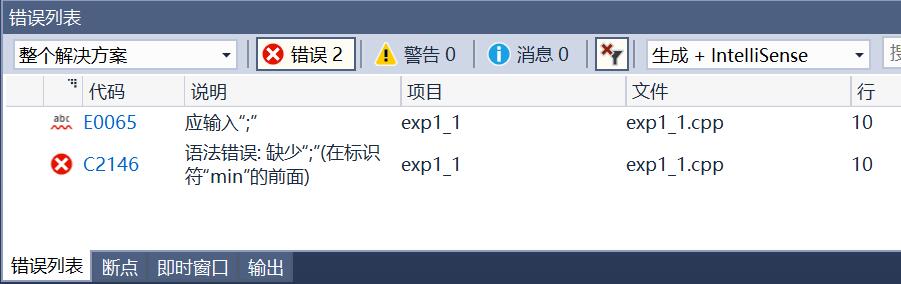 错误列表
整个解决方案 错误 2 警告 0 消息 0 生成 + IntelliSense 搜
代码 说明 项目 文件 行
abc E0065 应输入“;” exp1_1 exp1_1.cpp 10
C2146 语法错误: 缺少“;”(在标识 exp1_1 exp1_1.cpp 10
符“min”的前面)
错误列表 断点 即时窗口 输出